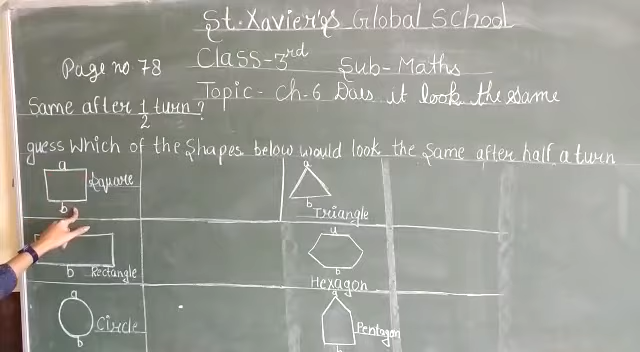 St. Xavier's Global School
Page no 78
Class-3rd
Sub-Maths
Topic- Ch-6 Does it look the same
Same after 1/2 turn?
guess which of the Shapes below would look the same after half a turn
a
Square
b
a
b
Triangle
b
Rectangle
a
b
Hexagon
a
Circle
b
a
Pentagon
b